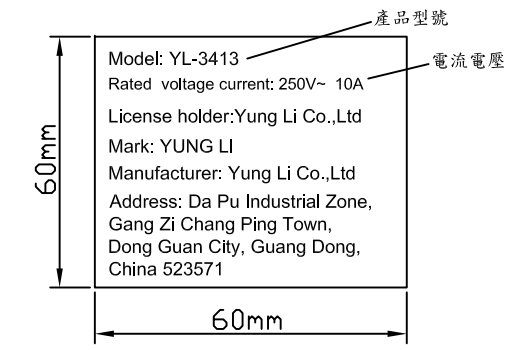 產品型號
Model: YL-3413
電流電壓
Rated voltage current: 250V~ 10A
License holder:Yung Li Co.,Ltd
Mark: YUNG LI
Manufacturer: Yung Li Co.,Ltd
Address: Da Pu Industrial Zone,
Gang Zi Chang Ping Town,
Dong Guan City, Guang Dong,
China 523571
60mm
60mm